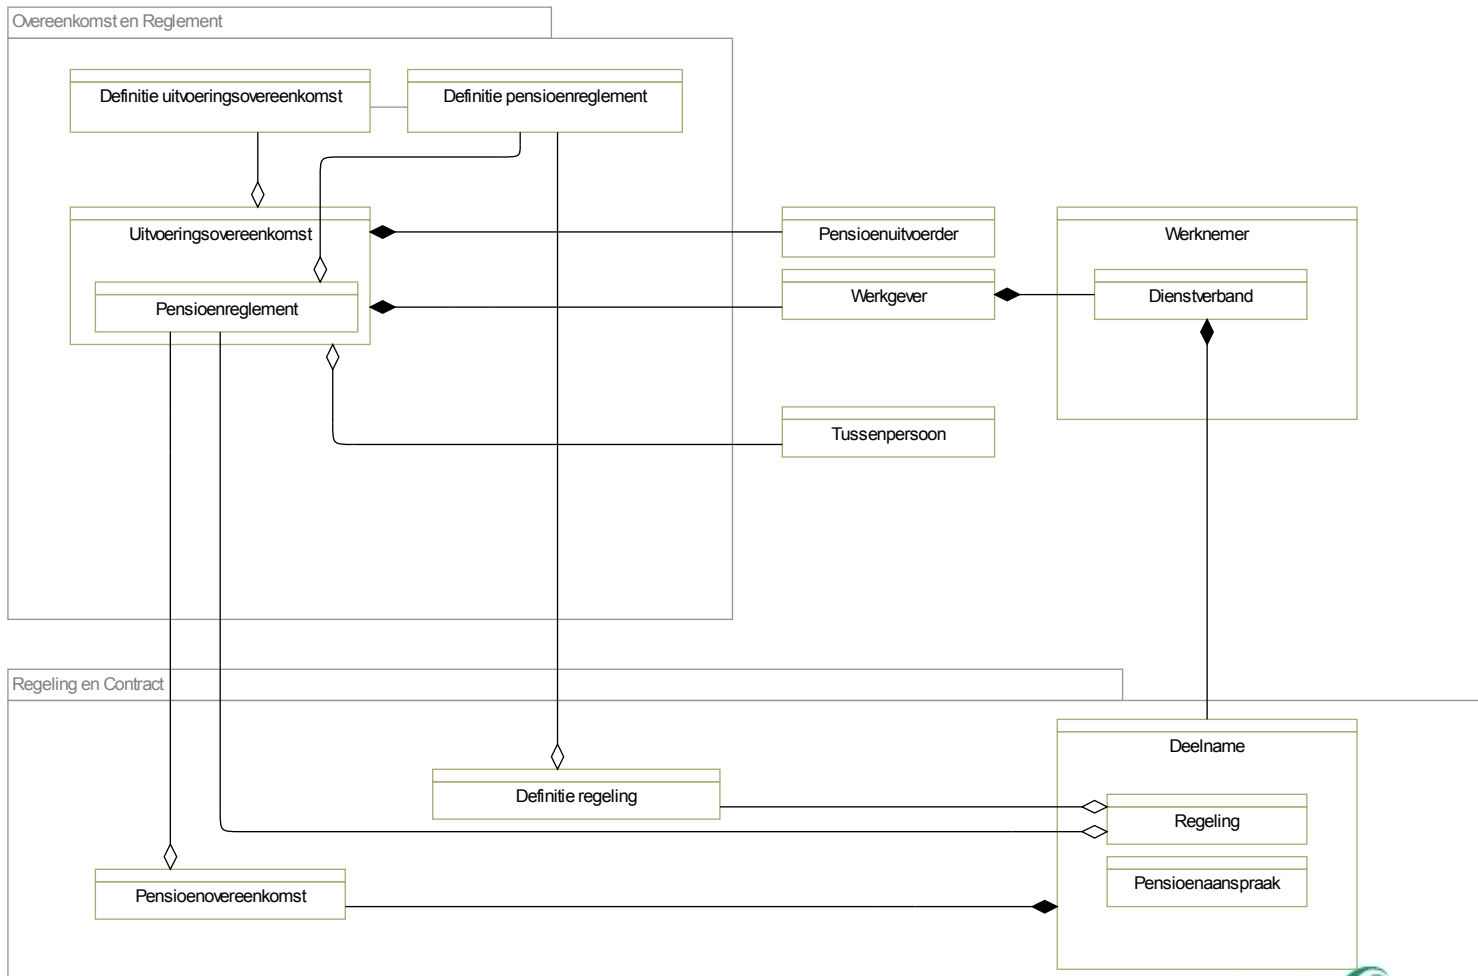 Overeenkomst en Reglement
Definitie uitvoeringsovereenkomst
Definitie pensioenreglement
Uitvoeringsovereenkomst
Pensioenuitvoerder
Werknemer
Pensioenreglement
Werkgever
Dienstverband
Tussenpersoon
Regeling en Contract
Deelname
Definitie regeling
Regeling
Pensioenaanspraak
Pensioenovereenkomst